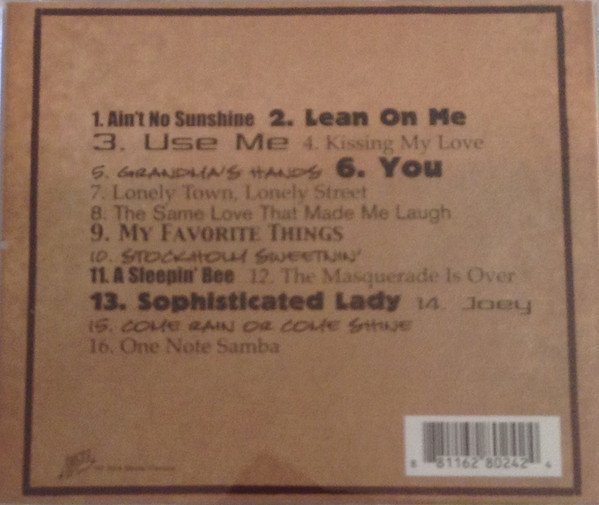 1. Ain't No Sunshine 2. Lean On Me
3. Use Me 4. Kissing My Love
5. GRANDMA'S HANDS 6. You
7. Lonely Town, Lonely Street
8. The Same Love That Made Me Laugh
9. MY FAVORITE THINGS
10. STOCKHOLM SWEETNIN'
11. A Sleepin' Bee 12. The Masquerade Is Over
13. Sophisticated Lady 14. Joey
15. COME RAIN OR COME SHINE
16. One Note Samba
8 81162 80242 4